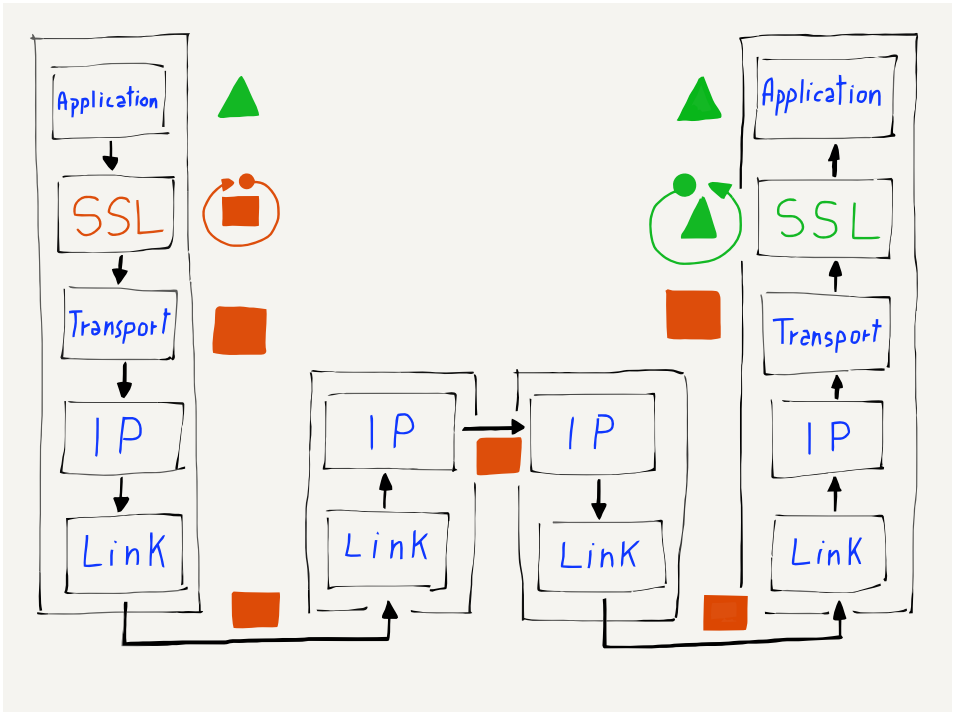 Application
SSL
Transport
IP
Link
IP
Link
IP
Link
Application
SSL
Transport
IP
Link